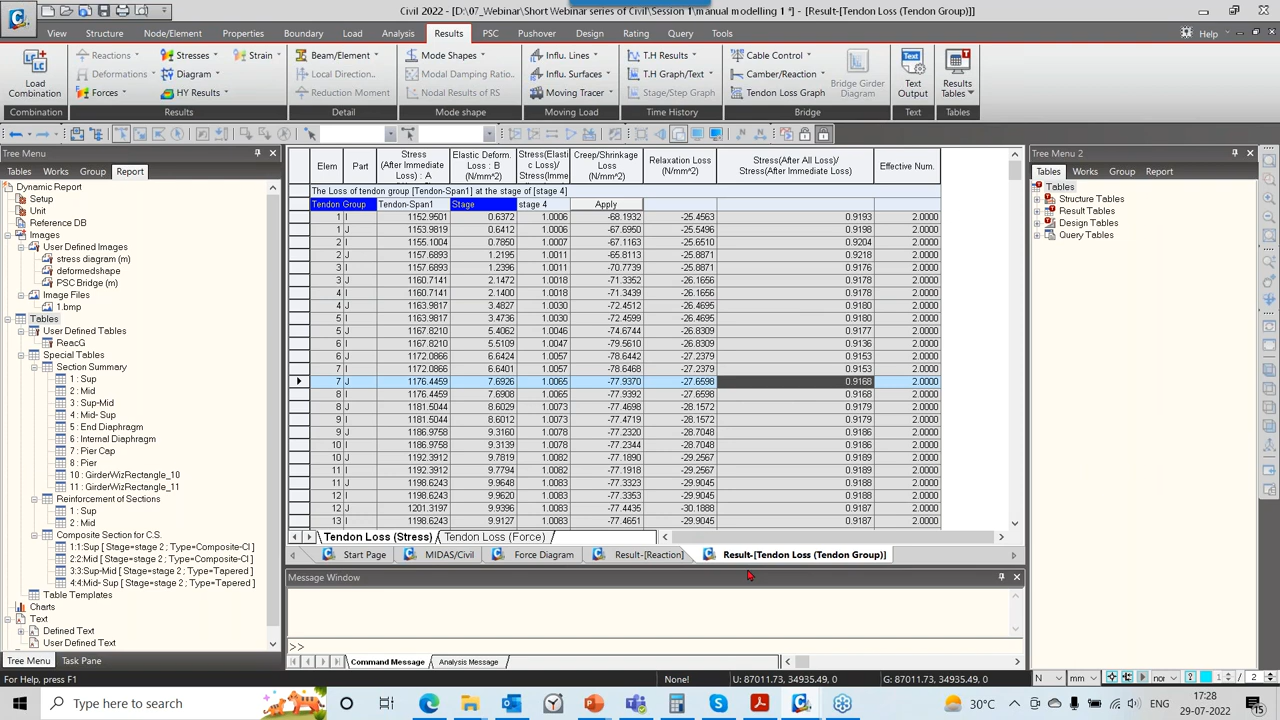 Civil 2022 - [D:\07_Webinar\Short Webinar series of Civil\Session 1\manual modelling 1 *] - [Result-[Tendon Loss (Tendon Group)]]
View Structure Node/Element Properties Boundary Load Analysis Results PSC Pushover Design Rating Query Tools Help
Load Combination
Reactions
Deformations
Forces
Stresses
Diagram
HY Results
Strain
Beam/Element
Local Direction..
Reduction Moment
Mode Shapes
Modal Damping Ratio..
Nodal Results of RS
Influ. Lines
Influ. Surfaces
Moving Tracer
T.H Results
T.H Graph/Text
Stage/Step Graph
Cable Control
Camber/Reaction
Tendon Loss Graph
Bridge Girder Diagram
Text Output
Results Tables
Combination Results Detail Mode shape Moving Load Time History Bridge Text Tables
Tree Menu
Tables Works Group Report
Dynamic Report
Setup
Unit
Reference DB
Images
User Defined Images
stress diagram (m)
deformedshape
PSC Bridge (m)
Image Files
1.bmp
Tables
User Defined Tables
ReacG
Special Tables
Section Summary
1 : Sup
2 : Mid
3 : Sup-Mid
4 : Mid- Sup
5 : End Diaphragm
6 : Internal Diaphragm
7 : Pier Cap
8 : Pier
10 : GirderWizRectangle_10
11 : GirderWizRectangle_11
Reinforcement of Sections
1 : Sup
2 : Mid
Composite Section for C.S.
1:1:Sup [ Stage=stage 2 ; Type=Composite-Cl ]
2:2:Mid [ Stage=stage 2 ; Type=Composite-Cl ]
3:3:Sup-Mid [ Stage=stage 2 ; Type=Tapered ]
4:4:Mid- Sup [ Stage=stage 2 ; Type=Tapered ]
Table Templates
Charts
Text
Defined Text
User Defined Text
Tree Menu Task Pane
Elem Part Stress (After Immediate Loss) : A Elastic Deform. Loss : B (N/mm^2) Stress(Elasti c Loss)/ Stress(Imme Creep/Shrinkage Loss (N/mm^2) Relaxation Loss (N/mm^2) Stress(After All Loss)/ Stress(After Immediate Loss) Effective Num.
The Loss of tendon group [Tendon-Span1] at the stage of [stage 4]
Tendon Group Tendon-Span1 Stage stage 4 Apply
1 I 1152.9501 0.6372 1.0006 -68.1932 -25.4563 0.9193 2.0000
1 J 1153.9819 0.6412 1.0006 -67.6950 -25.5496 0.9198 2.0000
2 I 1155.1004 0.7850 1.0007 -67.1163 -25.6510 0.9204 2.0000
2 J 1157.6893 1.2195 1.0011 -65.8113 -25.8871 0.9218 2.0000
3 I 1157.6893 1.2396 1.0011 -70.7739 -25.8871 0.9176 2.0000
3 J 1160.7141 2.1472 1.0018 -71.3352 -26.1656 0.9178 2.0000
4 I 1160.7141 2.1400 1.0018 -71.3439 -26.1656 0.9178 2.0000
4 J 1163.9817 3.4827 1.0030 -72.4512 -26.4695 0.9180 2.0000
5 I 1163.9817 3.4736 1.0030 -72.4599 -26.4695 0.9180 2.0000
5 J 1167.8210 5.4062 1.0046 -74.6744 -26.8309 0.9177 2.0000
6 I 1167.8210 5.5109 1.0047 -79.5610 -26.8309 0.9136 2.0000
6 J 1172.0866 6.6424 1.0057 -78.6442 -27.2379 0.9153 2.0000
7 I 1172.0866 6.6401 1.0057 -78.6468 -27.2379 0.9153 2.0000
7 J 1176.4459 7.6926 1.0065 -77.9370 -27.6598 0.9168 2.0000
8 I 1176.4459 7.6908 1.0065 -77.9392 -27.6598 0.9168 2.0000
8 J 1181.5044 8.6029 1.0073 -77.4698 -28.1572 0.9179 2.0000
9 I 1181.5044 8.6012 1.0073 -77.4719 -28.1572 0.9179 2.0000
9 J 1186.9758 9.3160 1.0078 -77.2320 -28.7048 0.9186 2.0000
10 I 1186.9758 9.3139 1.0078 -77.2344 -28.7048 0.9186 2.0000
10 J 1192.3912 9.7819 1.0082 -77.1892 -29.2567 0.9189 2.0000
11 I 1192.3912 9.7794 1.0082 -77.1918 -29.2567 0.9189 2.0000
11 J 1198.6243 9.9648 1.0083 -77.3325 -29.9045 0.9188 2.0000
12 I 1198.6243 9.9620 1.0083 -77.3353 -29.9045 0.9188 2.0000
12 J 1201.3197 9.9396 1.0083 -77.4435 -30.1888 0.9187 2.0000
13 I 1198.6243 9.9127 1.0083 -77.4651 -29.9045 0.9187 2.0000
Tendon Loss (Stress) Tendon Loss (Force)
Start Page MIDAS/Civil Force Diagram Result-[Reaction] Result-[Tendon Loss (Tendon Group)]
Message Window
>>
Command Message Analysis Message
Tree Menu 2
Tables Works Group Report
Tables
Structure Tables
Result Tables
Design Tables
Query Tables
For Help, press F1 None! U: 87011.73, 34935.49, 0 G: 87011.73, 34935.49, 0 N mm nor 1 / 2
Type here to search 30°C ENG 17:28
29-07-2022 15